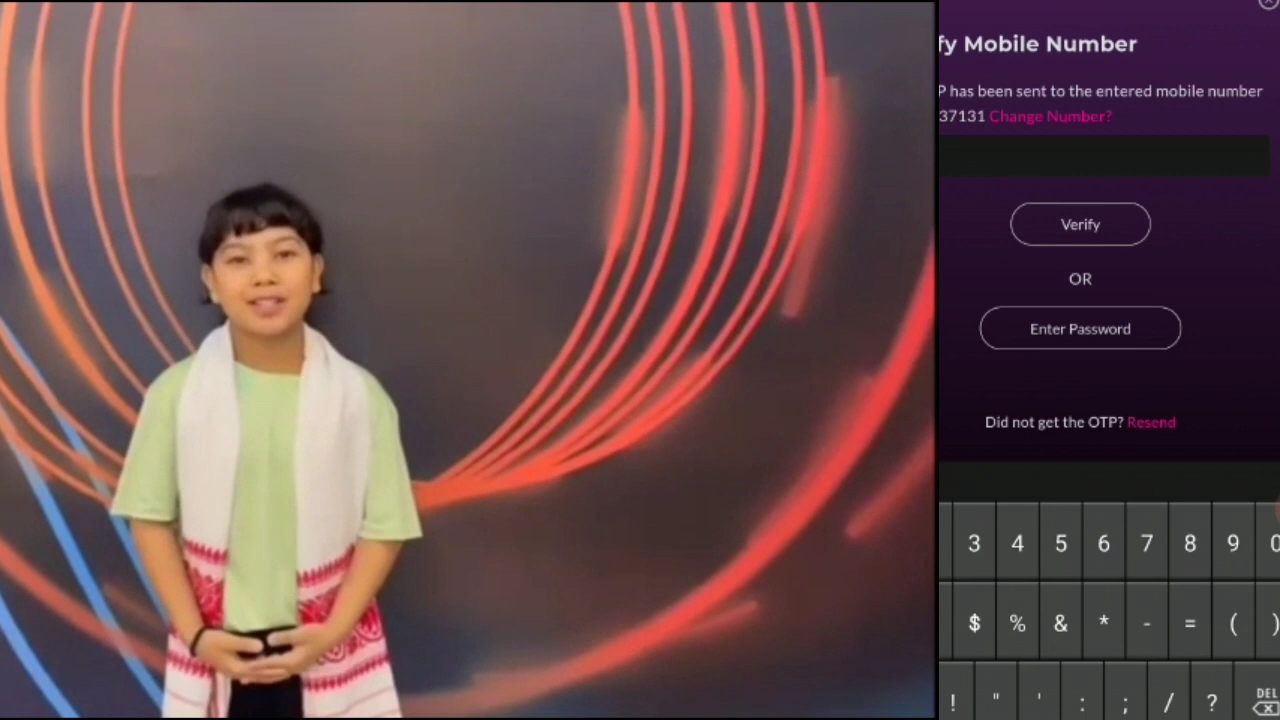 fy Mobile Number
P has been sent to the entered mobile number
37131 Change Number?
Verify
OR
Enter Password
Did not get the OTP? Resend
3 4 5 6 7 8 9 0
$ % & * - = ( )
! " ' : ; / ?
DEL